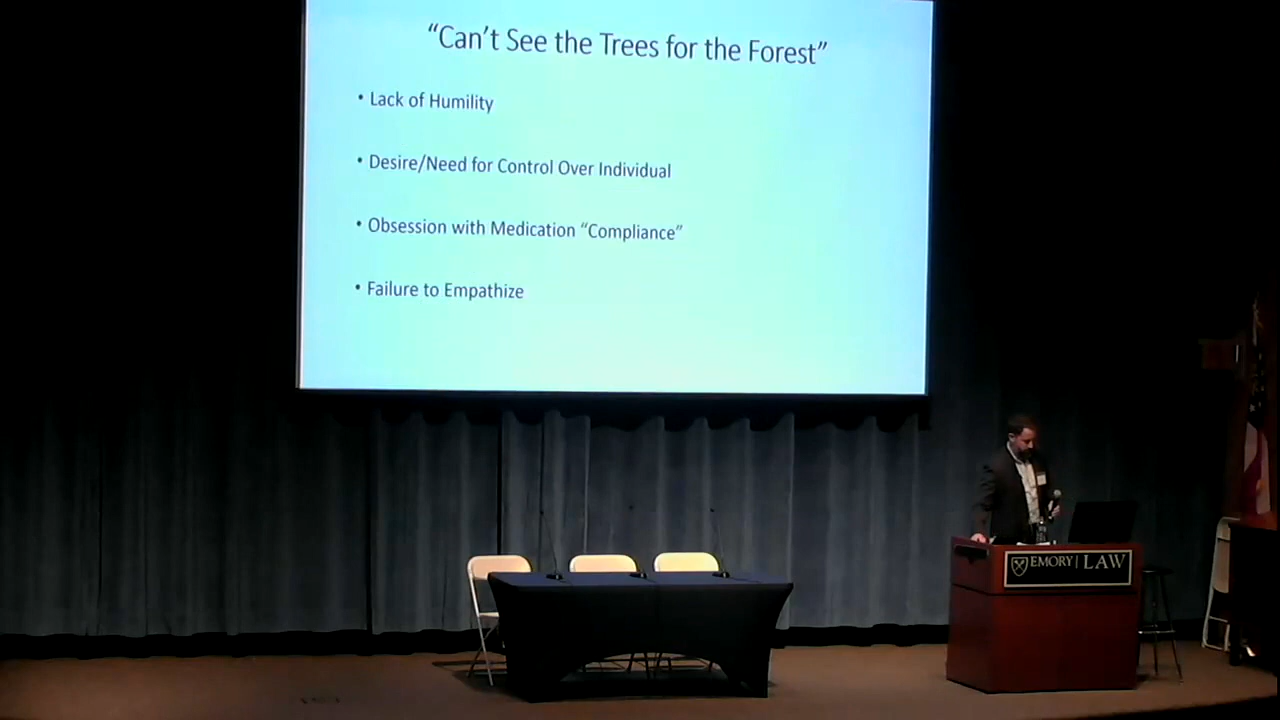 “Can’t See the Trees for the Forest”
• Lack of Humility
• Desire/Need for Control Over Individual
• Obsession with Medication “Compliance”
• Failure to Empathize
EMORY | LAW